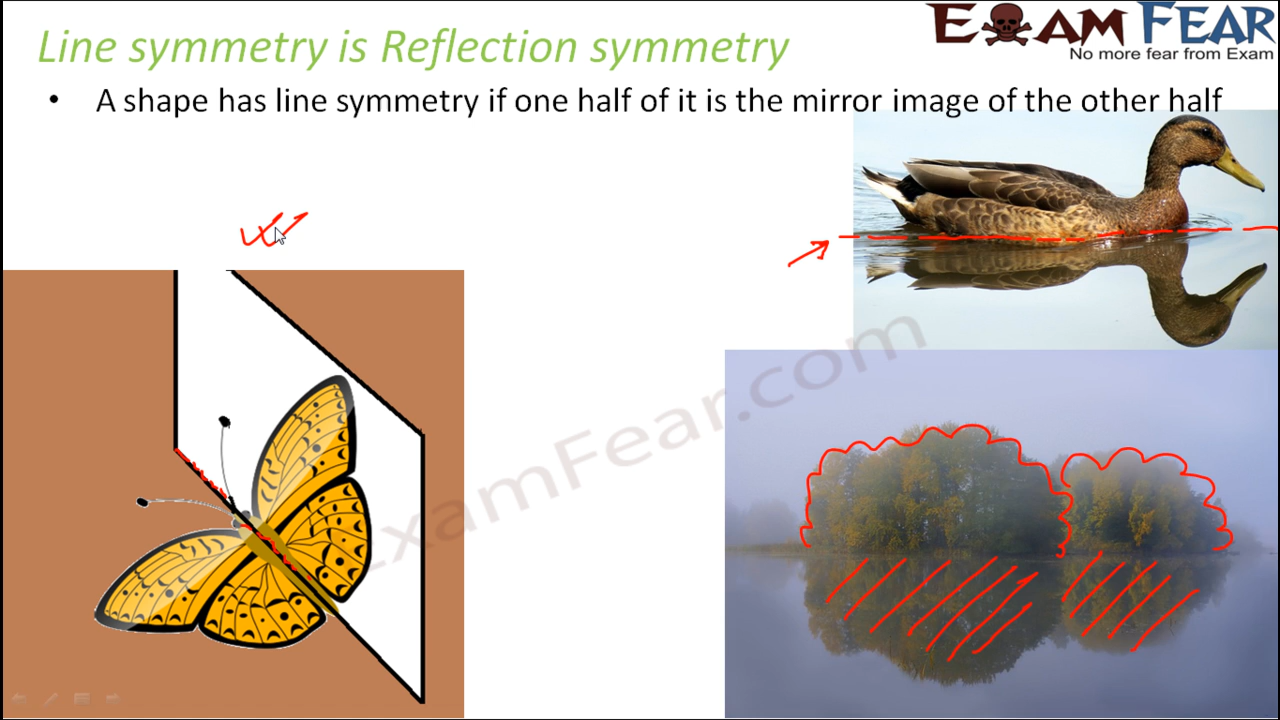 Line symmetry is Reflection symmetry
EXAM FEAR
No more fear from Exam
• A shape has line symmetry if one half of it is the mirror image of the other half
ExamFear.com